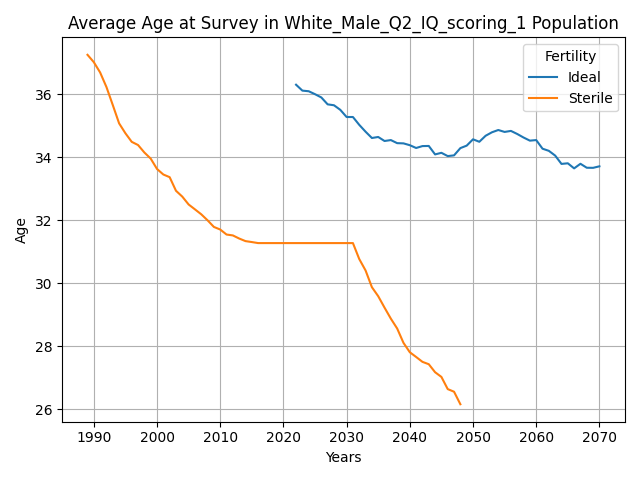 Average Age at Survey in White_Male_Q2_IQ_scoring_1 Population
Fertility
Ideal
Sterile
Age
36
34
32
30
28
26
1990 2000 2010 2020 2030 2040 2050 2060 2070
Years